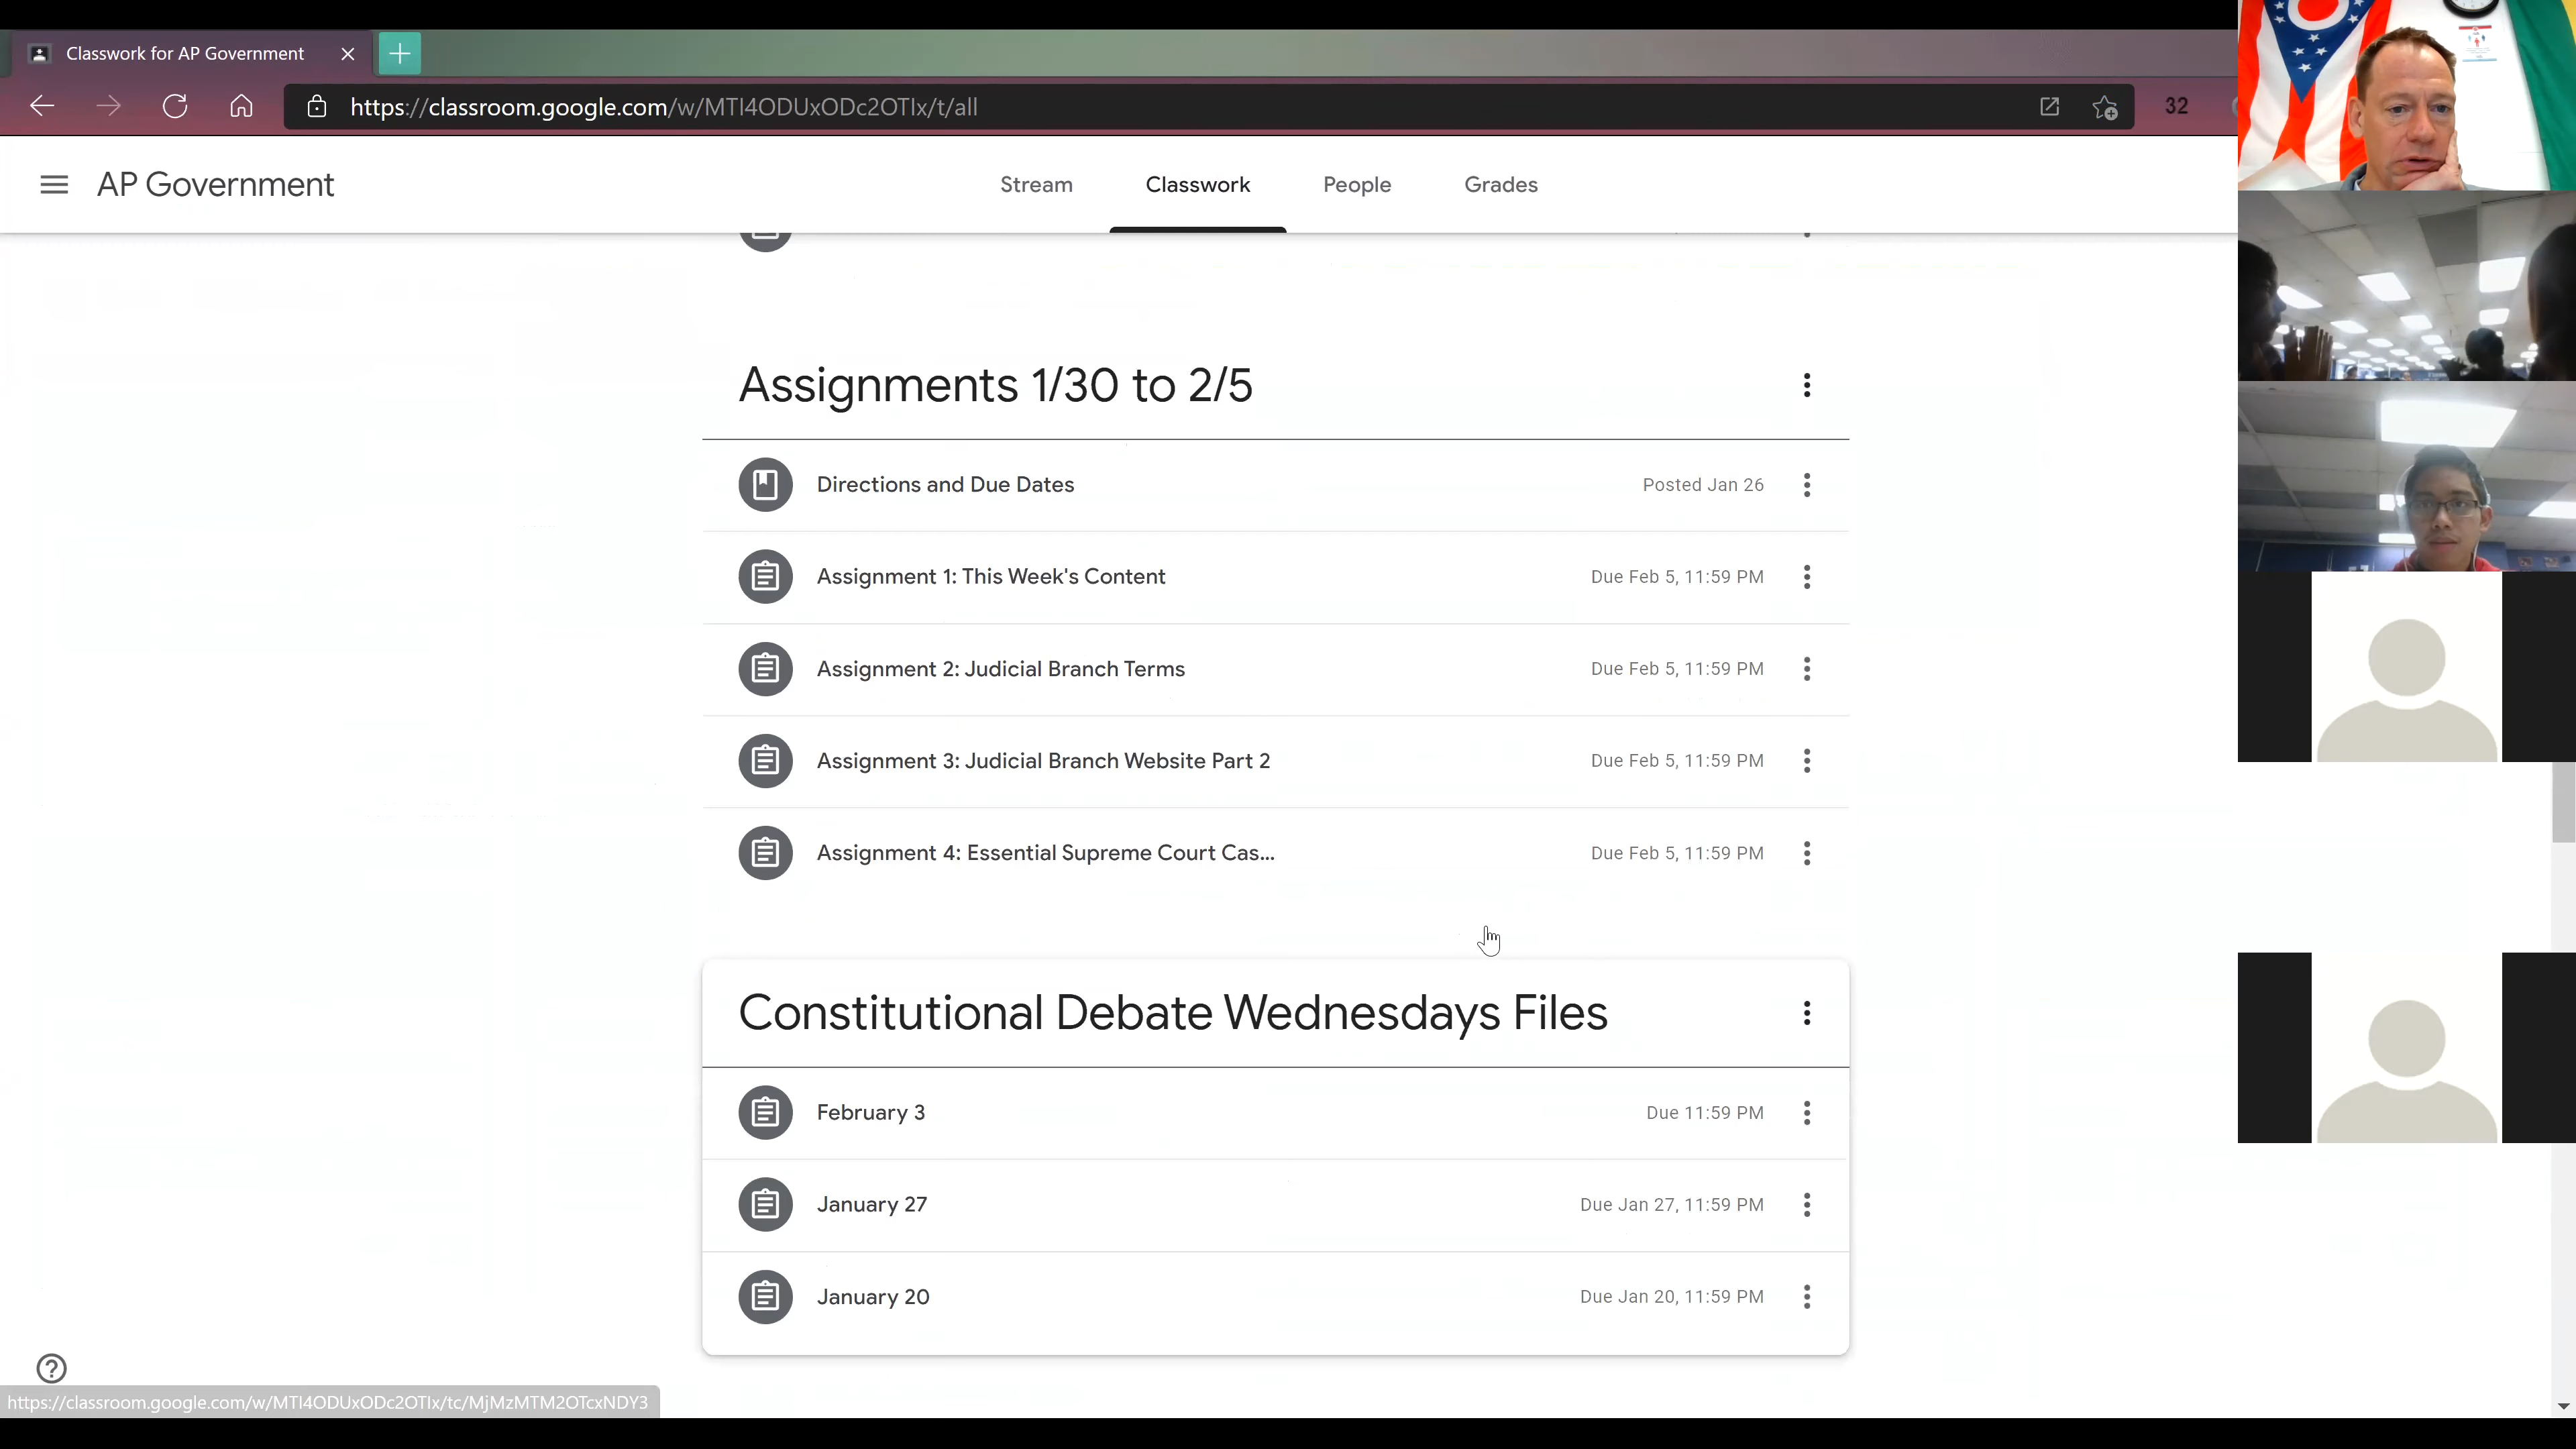 Classwork for AP Government
https://classroom.google.com/w/MTI4ODUxODc2OTIx/t/all
32
AP Government
Stream
Classwork
People
Grades
Assignments 1/30 to 2/5
Directions and Due Dates
Posted Jan 26
Assignment 1: This Week's Content
Due Feb 5, 11:59 PM
Assignment 2: Judicial Branch Terms
Due Feb 5, 11:59 PM
Assignment 3: Judicial Branch Website Part 2
Due Feb 5, 11:59 PM
Assignment 4: Essential Supreme Court Cas...
Due Feb 5, 11:59 PM
Constitutional Debate Wednesdays Files
February 3
Due 11:59 PM
January 27
Due Jan 27, 11:59 PM
January 20
Due Jan 20, 11:59 PM
https://classroom.google.com/w/MTI4ODUxODc2OTIx/tc/MjMzMTM2OTcxNDY3